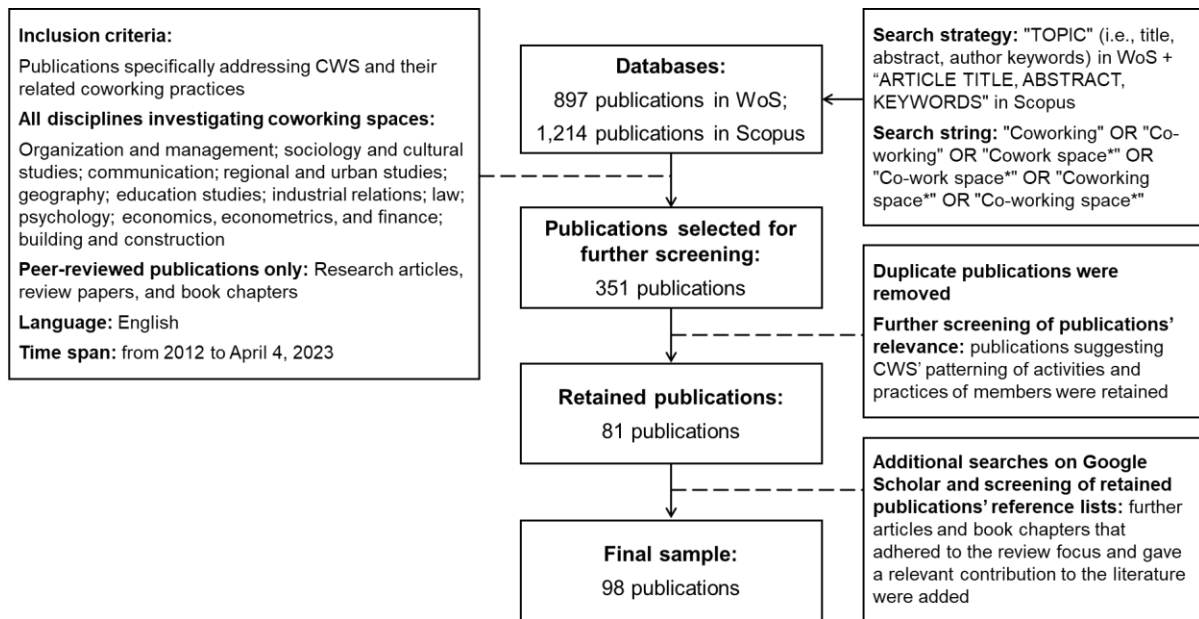 Inclusion criteria:
Publications specifically addressing CWS and their
related coworking practices
All disciplines investigating coworking spaces:
Organization and management; sociology and cultural
studies; communication; regional and urban studies;
geography; education studies; industrial relations; law;
psychology; economics, econometrics, and finance;
building and construction
Peer-reviewed publications only: Research articles,
review papers, and book chapters
Language: English
Time span: from 2012 to April 4, 2023
Databases:
897 publications in WoS;
1,214 publications in Scopus
Search strategy: "TOPIC" (i.e., title,
abstract, author keywords) in WoS +
“ARTICLE TITLE, ABSTRACT,
KEYWORDS" in Scopus
Search string: "Coworking" OR "Co-
working" OR "Cowork space*" OR
"Co-work space*" OR "Coworking
space*" OR "Co-working space*"
Publications selected for
further screening:
351 publications
Duplicate publications were
removed
Further screening of publications’
relevance: publications suggesting
CWS’ patterning of activities and
practices of members were retained
Retained publications:
81 publications
Additional searches on Google
Scholar and screening of retained
publications’ reference lists: further
articles and book chapters that
adhered to the review focus and gave
a relevant contribution to the literature
were added
Final sample:
98 publications